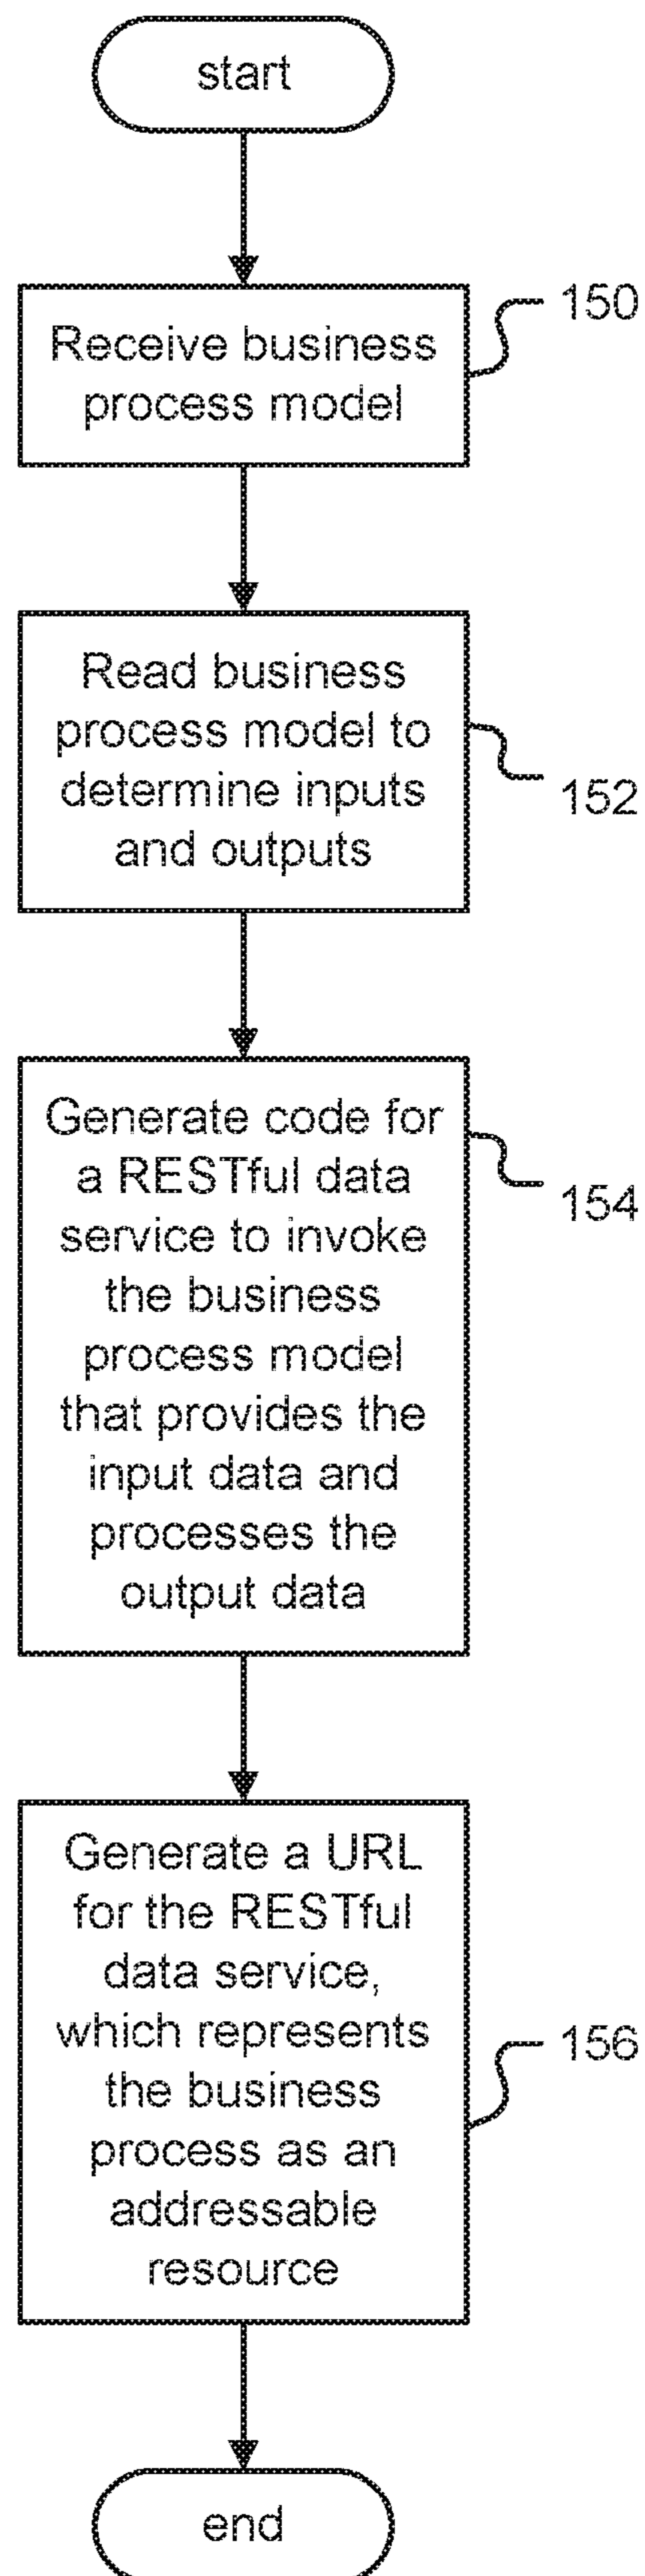 start
150
Receive business
process model
Read business
process model to
determine inputs
and outputs
152
Generate code for
a RESTful data
service to invoke
the business
process model
that provides the
input data and
processes the
output data
154
Generate a URL
for the RESTful
data service,
which represents
the business
process as an
addressable
resource
156
end